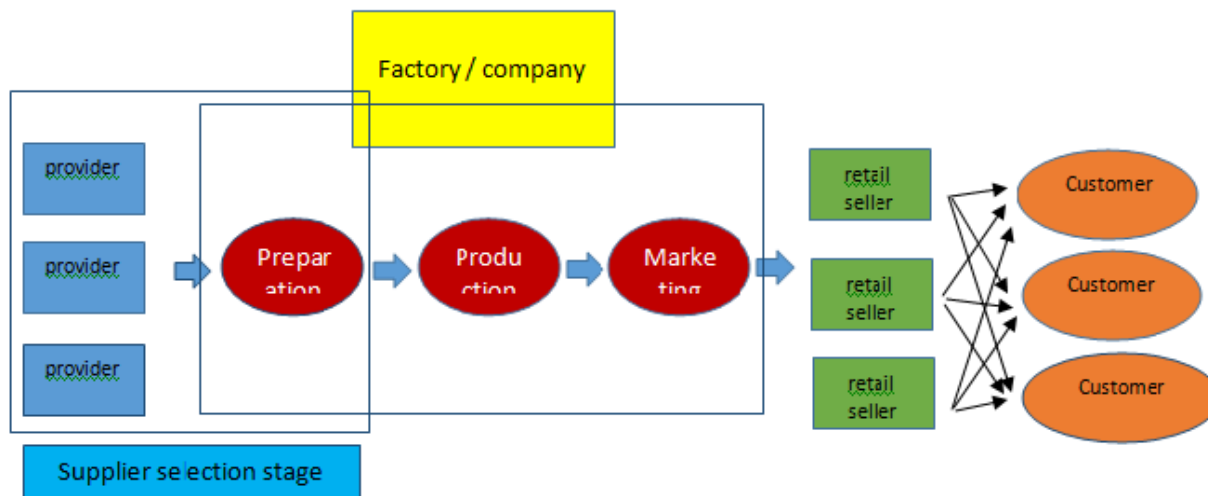 Factory / company
provider
provider
provider
Prepar
ation
Produ
ction
Marke
ting
retail
seller
retail
seller
retail
seller
Customer
Customer
Customer
Supplier selection stage